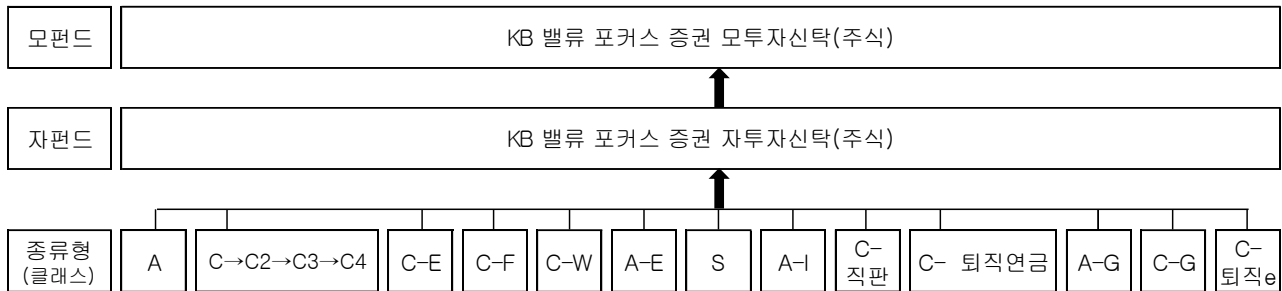 모펀드
KB 밸류 포커스 증권 모투자신탁(주식)
자펀드
KB 밸류 포커스 증권 자투자신탁(주식)
종류형
(클래스)
A
C→C2→C3→C4
C-E
C-F
C-W
A-E
S
A-I
C-
직판
C- 퇴직연금
A-G
C-G
C-
퇴직e